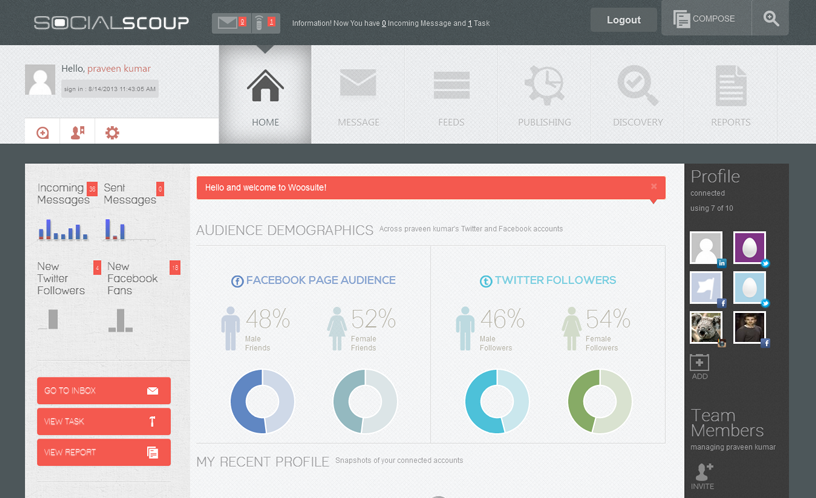 SOCIALSCOUP
0
1
Information! Now You have 0 Incoming Message and 1 Task
Logout
COMPOSE
Hello, praveen kumar
sign in : 8/14/2013 11:43:05 AM
HOME
MESSAGE
FEEDS
PUBLISHING
DISCOVERY
REPORTS
Incoming Messages
Sent Messages
New Twitter Followers
4
New Facebook Fans
GO TO INBOX
VIEW TASK
VIEW REPORT
Hello and welcome to Woosuite!
AUDIENCE DEMOGRAPHICS Across praveen kumar's Twitter and Facebook accounts
FACEBOOK PAGE AUDIENCE
48%
Male
Friends
52%
Female
Friends
TWITTER FOLLOWERS
46%
Male
Followers
54%
Female
Followers
MY RECENT PROFILE Snapshots of your connected accounts
Profile
connected
using 7 of 10
ADD
Team
Members
managing praveen kumar
INVITE